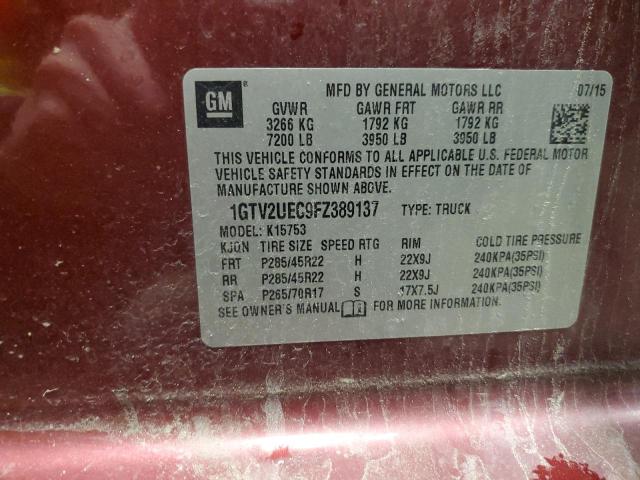 GM
MFD BY GENERAL MOTORS LLC 07/15
GVWR GAWR FRT GAWR RR
3266 KG 1792 KG 1792 KG
7200 LB 3950 LB 3950 LB
THIS VEHICLE CONFORMS TO ALL APPLICABLE U.S. FEDERAL MOTOR
VEHICLE SAFETY STANDARDS IN EFFECT ON THE DATE OF
MANUFACTURE SHOWN ABOVE.
1GTV2UEC9FZ389137 TYPE: TRUCK
MODEL: K15753
KJQN TIRE SIZE SPEED RTG RIM COLD TIRE PRESSURE
FRT P285/45R22 H 22X9J 240KPA(35PSI)
RR P285/45R22 H 22X9J 240KPA(35PSI)
SPA P265/70R17 S 17X7.5J 240KPA(35PSI)
SEE OWNER'S MANUAL FOR MORE INFORMATION.